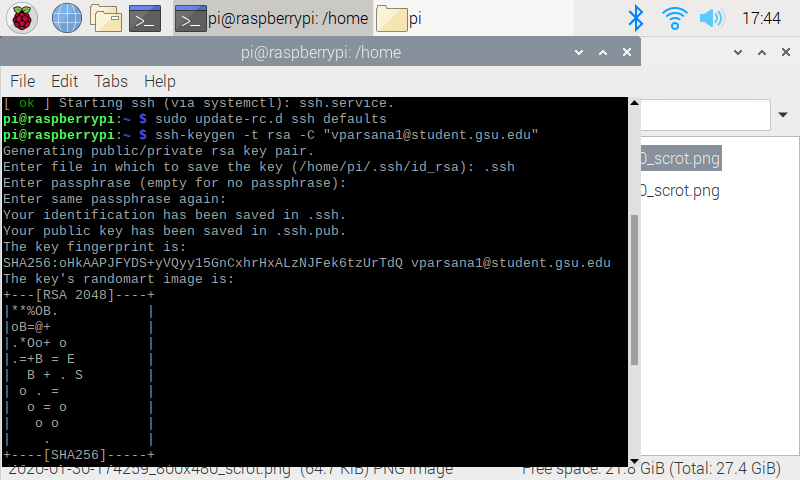 pi@raspberrypi: /home
pi
17:44
pi@raspberrypi: /home
File Edit Tabs Help
[ ok ] Starting ssh (via systemctl): ssh.service.
pi@raspberrypi:~ $ sudo update-rc.d ssh defaults
pi@raspberrypi:~ $ ssh-keygen -t rsa -C "vparsana1@student.gsu.edu"
Generating public/private rsa key pair.
Enter file in which to save the key (/home/pi/.ssh/id_rsa): .ssh
Enter passphrase (empty for no passphrase):
Enter same passphrase again:
Your identification has been saved in .ssh.
Your public key has been saved in .ssh.pub.
The key fingerprint is:
SHA256:oHkAAPJFYDS+yVQyy15GnCxhrHxALzNJFek6tzUrTdQ vparsana1@student.gsu.edu
The key's randomart image is:
+---[RSA 2048]----+
|**%OB.           |
|oB=@+            |
|.*Oo+ o          |
|.=+B = E         |
|  B + . S        |
| o . =           |
|  o = o          |
|   o o           |
|    .            |
+----[SHA256]-----+
0_scrot.png
0_scrot.png
2020-01-30-174259_800x480_scrot.png (64.7 KiB) PNG image
Free space: 21.8 GiB (Total: 27.4 GiB)